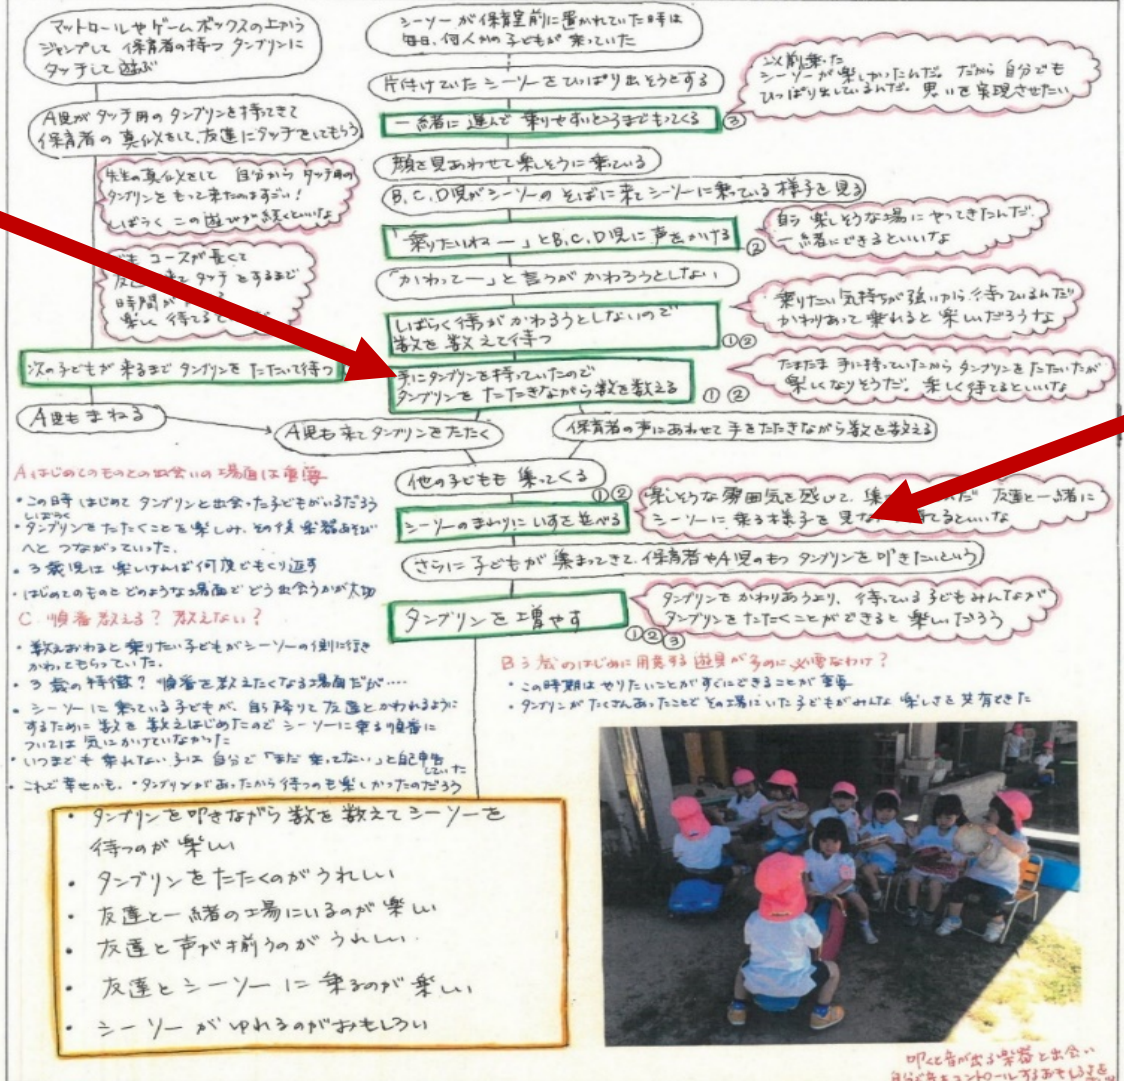 マットロールやゲームボックスの上から
ジャンプして保育者の持つタンブリンに
タッチして遊ぶ
A児がタッチ用のタンブリンを持ってきて
保育者の真似をして、友達にタッチをしてもらう
先生の真似をして 自分からタッチ用の
タンブリンをもって来たのはすごい!
しばらくこの遊びが続くといいな
コースが長くて
友達 来てタッチをするまで
時間が
楽しく待てる
次の子どもが来るまでタンブリンをたたいて待つ
A児もまねる
シーソーが保育室前に置かれていた時は
毎日、何人かの子どもが乗っていた
片付けていたシーソーをひっぱり出そうとする
一緒に運んで乗りやすいところまでもってくる ③
以前乗った
シーソーが楽しかったんだ。だから自分でも
ひっぱり出しているんだ。思いを実現させたい
顔を見あわせて楽しそうに乗っている
B、C、D児がシーソーのそばに来てシーソーに乗っている様子を見る
「乗りたいねー」とB、C、D児に声をかける ②
自ら楽しそうな場にやってきたんだ。
一緒にできるといいな
「かわってー」と言うがかわろうとしない
しばらく待つがかわろうとしないので
数を数えて待つ ①②
乗りたい気持ちが強いから待っているんだ
かわりあって乗れると楽しいだろうな
手にタンブリンを持っていたので
タンブリンをたたきながら数を数える ①②
たまたま手に持っていたからタンブリンをたたいたが
楽しくなりそうだ。楽しく待てるといいな
A児も来てタンブリンをたたく
保育者の声にあわせて手をたたきながら数を数える
他の子どもも集ってくる
シーソーのまわりにいすを並べる ①②
楽しそうな雰囲気を感じて、集 だ 友達と一緒に
シーソーに乗る様子を見な てるといいな
さらに子どもが集まってきて、保育者やA児のもつタンブリンを叩きたいという
タンブリンを増やす ①②③
タンブリンをかわりあうより、待っている子どもみんなが
タンブリンをたたくことができると楽しいだろう
Aはじめてのものとの出会いの場面は重要
・この時はじめてタンブリンと出会った子どもがいるだろう
しばらく
・タンブリンをたたくことを楽しみ、その後楽器あそび
へとつながっていった。
・3歳児は楽しければ何度でもくり返す
・はじめてのものとどのような場面でどう出会うかが大切
C 順番教える?教えない?
・数えおわると乗りたい子どもがシーソーの側に行き
かわってもらっていた。
・3歳の特徴?順番を教えたくなる場面だが….
・シーソーに乗っている子どもが、自ら降りて友達とかわれるように
するために数を数えはじめたのでシーソーに乗る順番に
ついては気にかけていなかった
・いつまでも乗れない子は自分で「まだ乗ってない」と自己申告
していた
・これで幸せかも。・タンブリンがあったから待つのも楽しかったのだろう
B 3歳のはじめに用意する遊具が多めに必要なわけ?
・この時期はやりたいことがすぐにできることが重要
・タンブリンがたくさんあったことでその場にいた子どもがみんな楽しさを共有できた
・タンブリンを叩きながら数を数えてシーソーを
待つのが楽しい
・タンブリンをたたくのがうれしい
・友達と一緒の場にいるのが楽しい
・友達と声が揃うのがうれしい
・友達とシーソーに乗るのが楽しい
・シーソーがゆれるのがおもしろい
叩くと音が出る楽器と出会い
自分で音をコントロールするおもしろさを